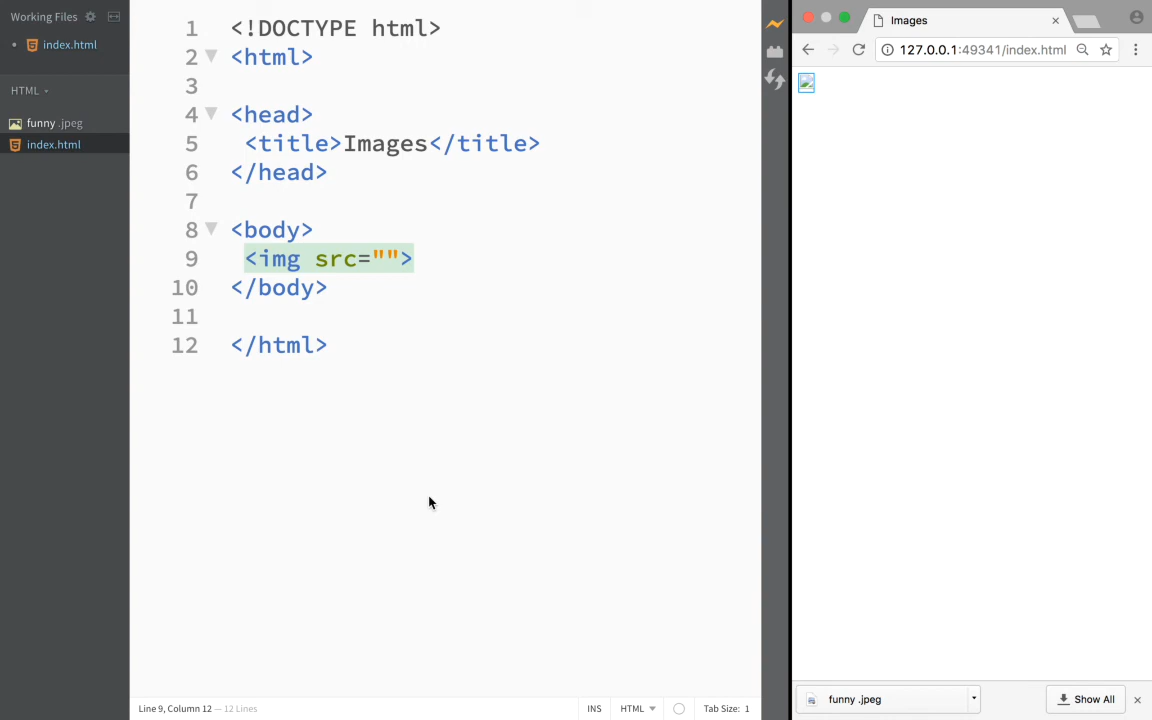 Working Files
• index.html
HTML
funny .jpeg
index.html
1 <!DOCTYPE html>
2 <html>
3
4 <head>
5 <title>Images</title>
6 </head>
7
8 <body>
9 <img src="">
10 </body>
11
12 </html>
Line 9, Column 12 — 12 Lines
INS
HTML
Tab Size: 1
Images
127.0.0.1:49341/index.html
funny .jpeg
Show All